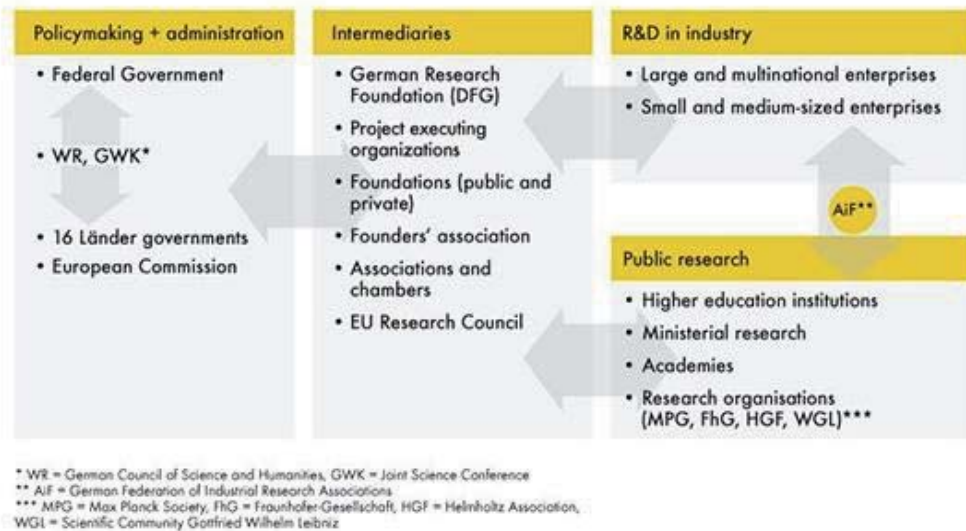 Policymaking + administration
• Federal Government
• WR, GWK*
• 16 Länder governments
• European Commission
Intermediaries
• German Research
Foundation (DFG)
• Project executing
organizations
• Foundations (public and
private)
• Founders' association
• Associations and
chambers
• EU Research Council
R&D in industry
• Large and multinational enterprises
• Small and medium-sized enterprises
AiF**
Public research
• Higher education institutions
• Ministerial research
• Academies
• Research organisations
(MPG, FhG, HGF, WGL)***
* WR = German Council of Science and Humanities, GWK = Joint Science Conference
** AiF = German Federation of Industrial Research Associations
*** MPG = Max Planck Society, FhG = Fraunhofer-Gesellschaft, HGF = Helmholtz Association,
WGL = Scientific Community Gottfried Wilhelm Leibniz